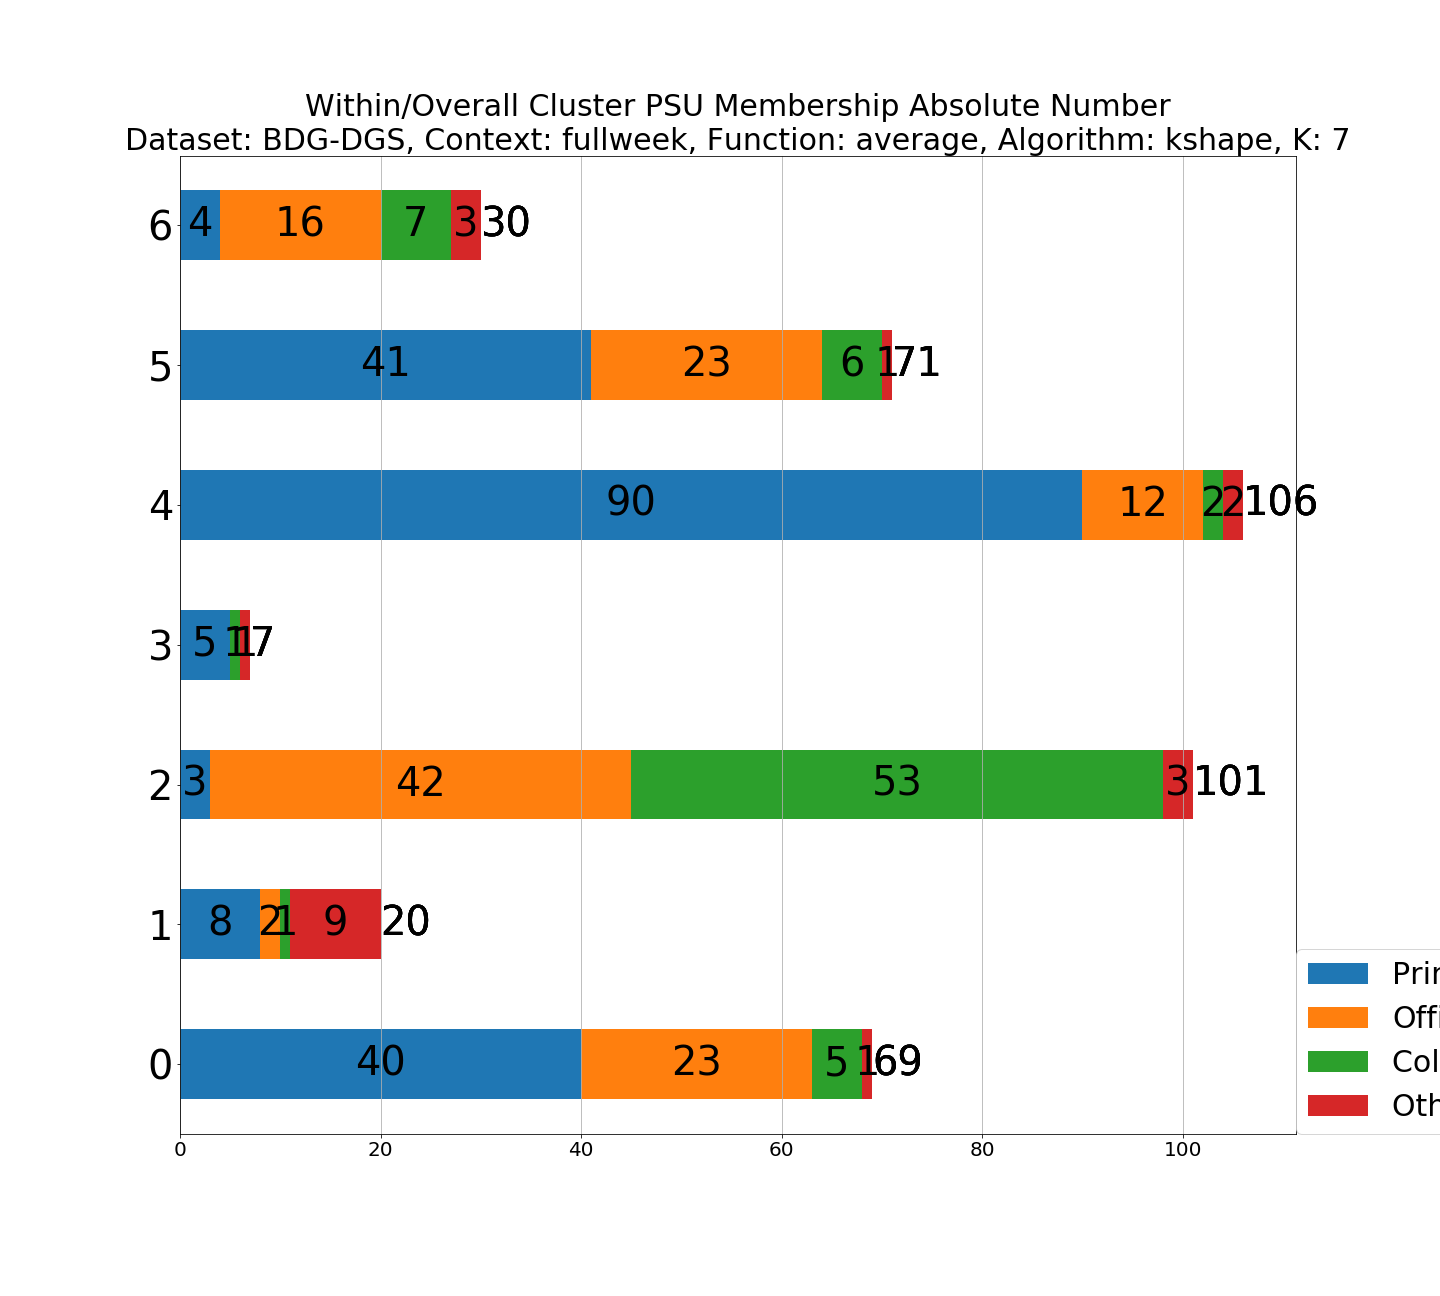 Within/Overall Cluster PSU Membership Absolute Number
Dataset: BDG-DGS, Context: fullweek, Function: average, Algorithm: kshape, K: 7
6 4 16 7 3 30
5 41 23 6 1 71
4 90 12 2 2 106
3 5 1 1 7
2 3 42 53 3 101
1 8 2 1 9 20
0 40 23 5 1 69
0 20 40 60 80 100